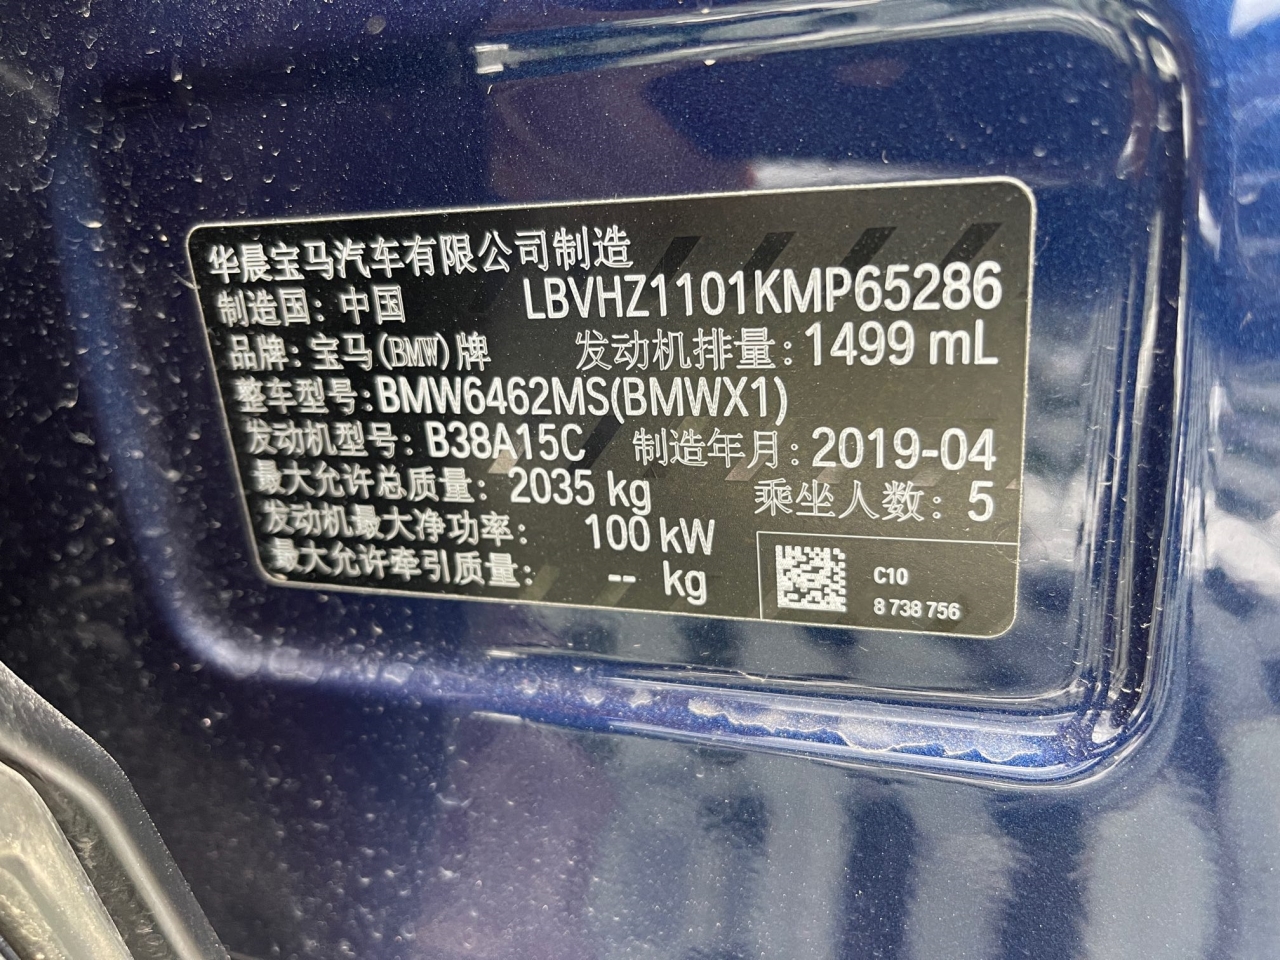 华晨宝马汽车有限公司制造
制造国：中国 LBVHZ1101KMP65286
品牌：宝马(BMW)牌 发动机排量：1499 mL
整车型号：BMW6462MS(BMWX1)
发动机型号：B38A15C 制造年月：2019-04
最大允许总质量：2035 kg 乘坐人数：5
发动机最大净功率：100 kW
最大允许牵引质量：-- kg
C10
8 738 756